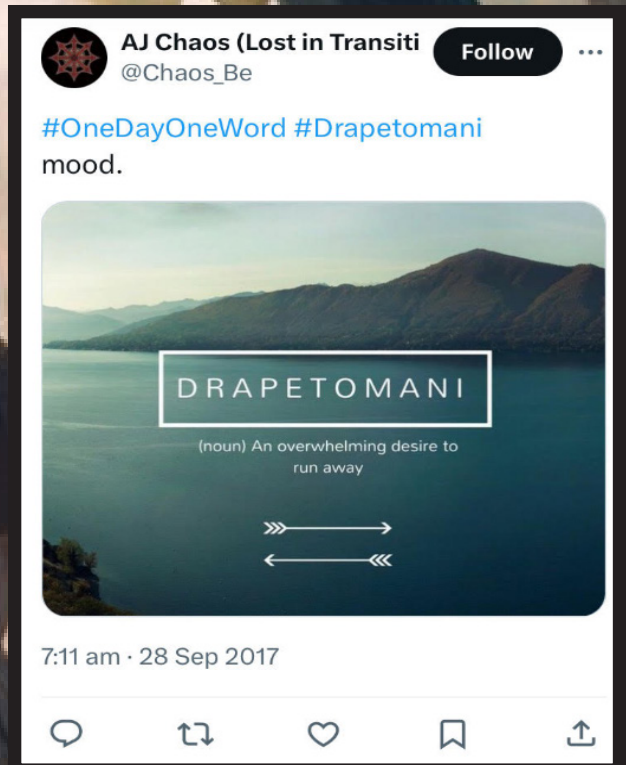 AJ Chaos (Lost in Transiti
Follow
@Chaos_Be
#OneDayOneWord #Drapetomani
mood.
DRAPETOMANI
(noun) An overwhelming desire to
run away
7:11 am · 28 Sep 2017